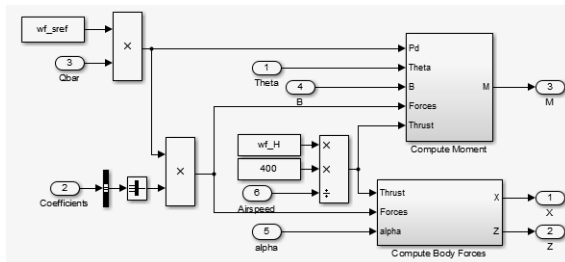 wf_sref
×
3
Qbar
Pd
1
Theta
Theta
4
B
B
M
3
M
Forces
Thrust
Compute Moment
×
wf_H
×
400
×
÷
2
Coefficients
6
Airspeed
Thrust
X
1
X
Forces
5
alpha
alpha
Z
2
Z
Compute Body Forces